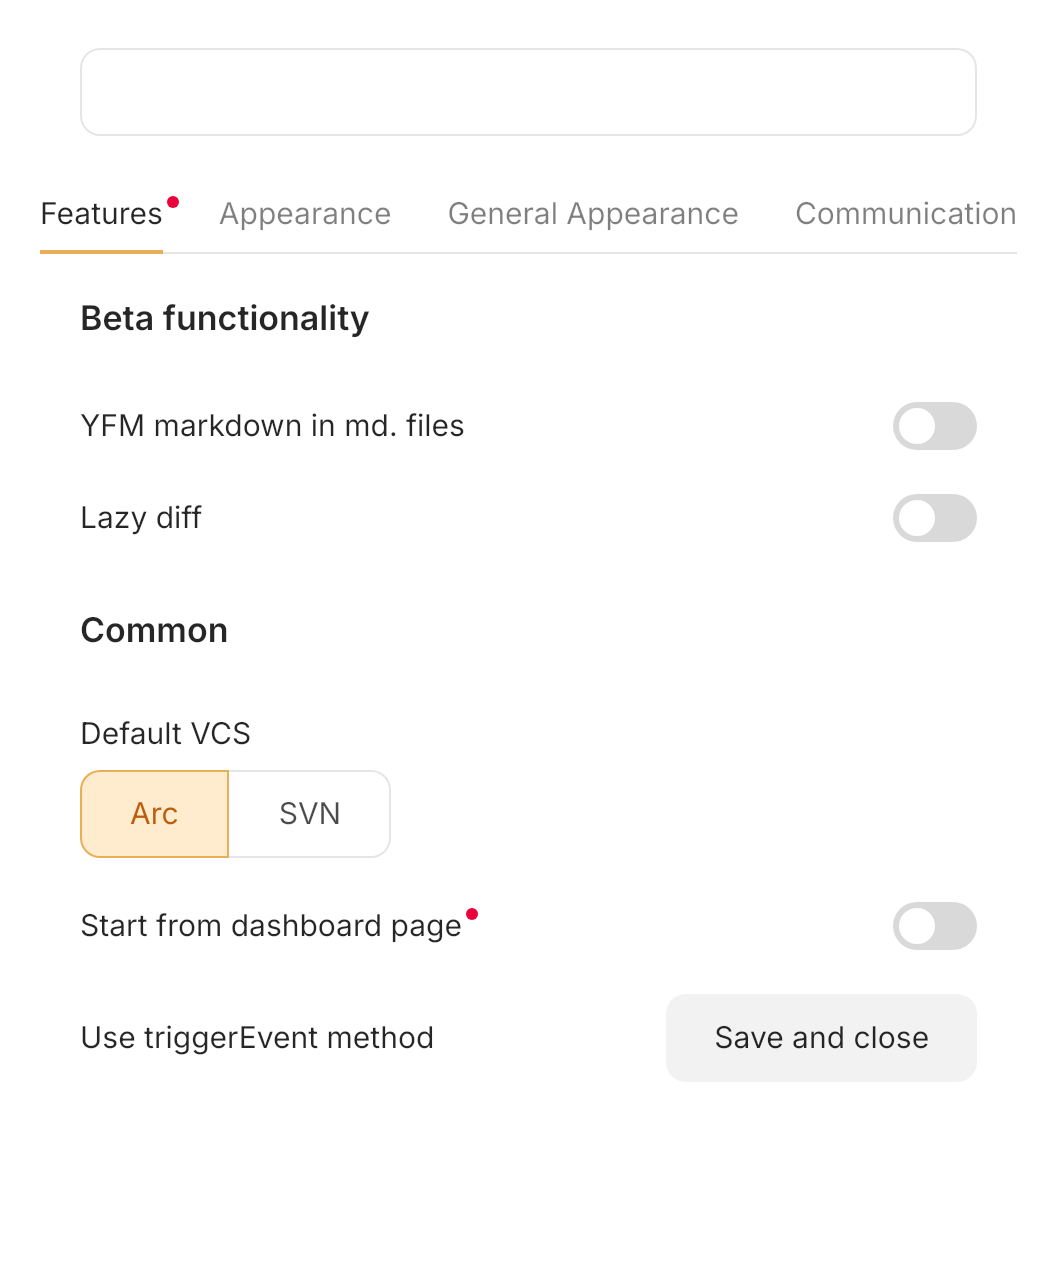 Features Appearance General Appearance Communication
Beta functionality
YFM markdown in md. files
Lazy diff
Common
Default VCS
Arc SVN
Start from dashboard page
Use triggerEvent method Save and close